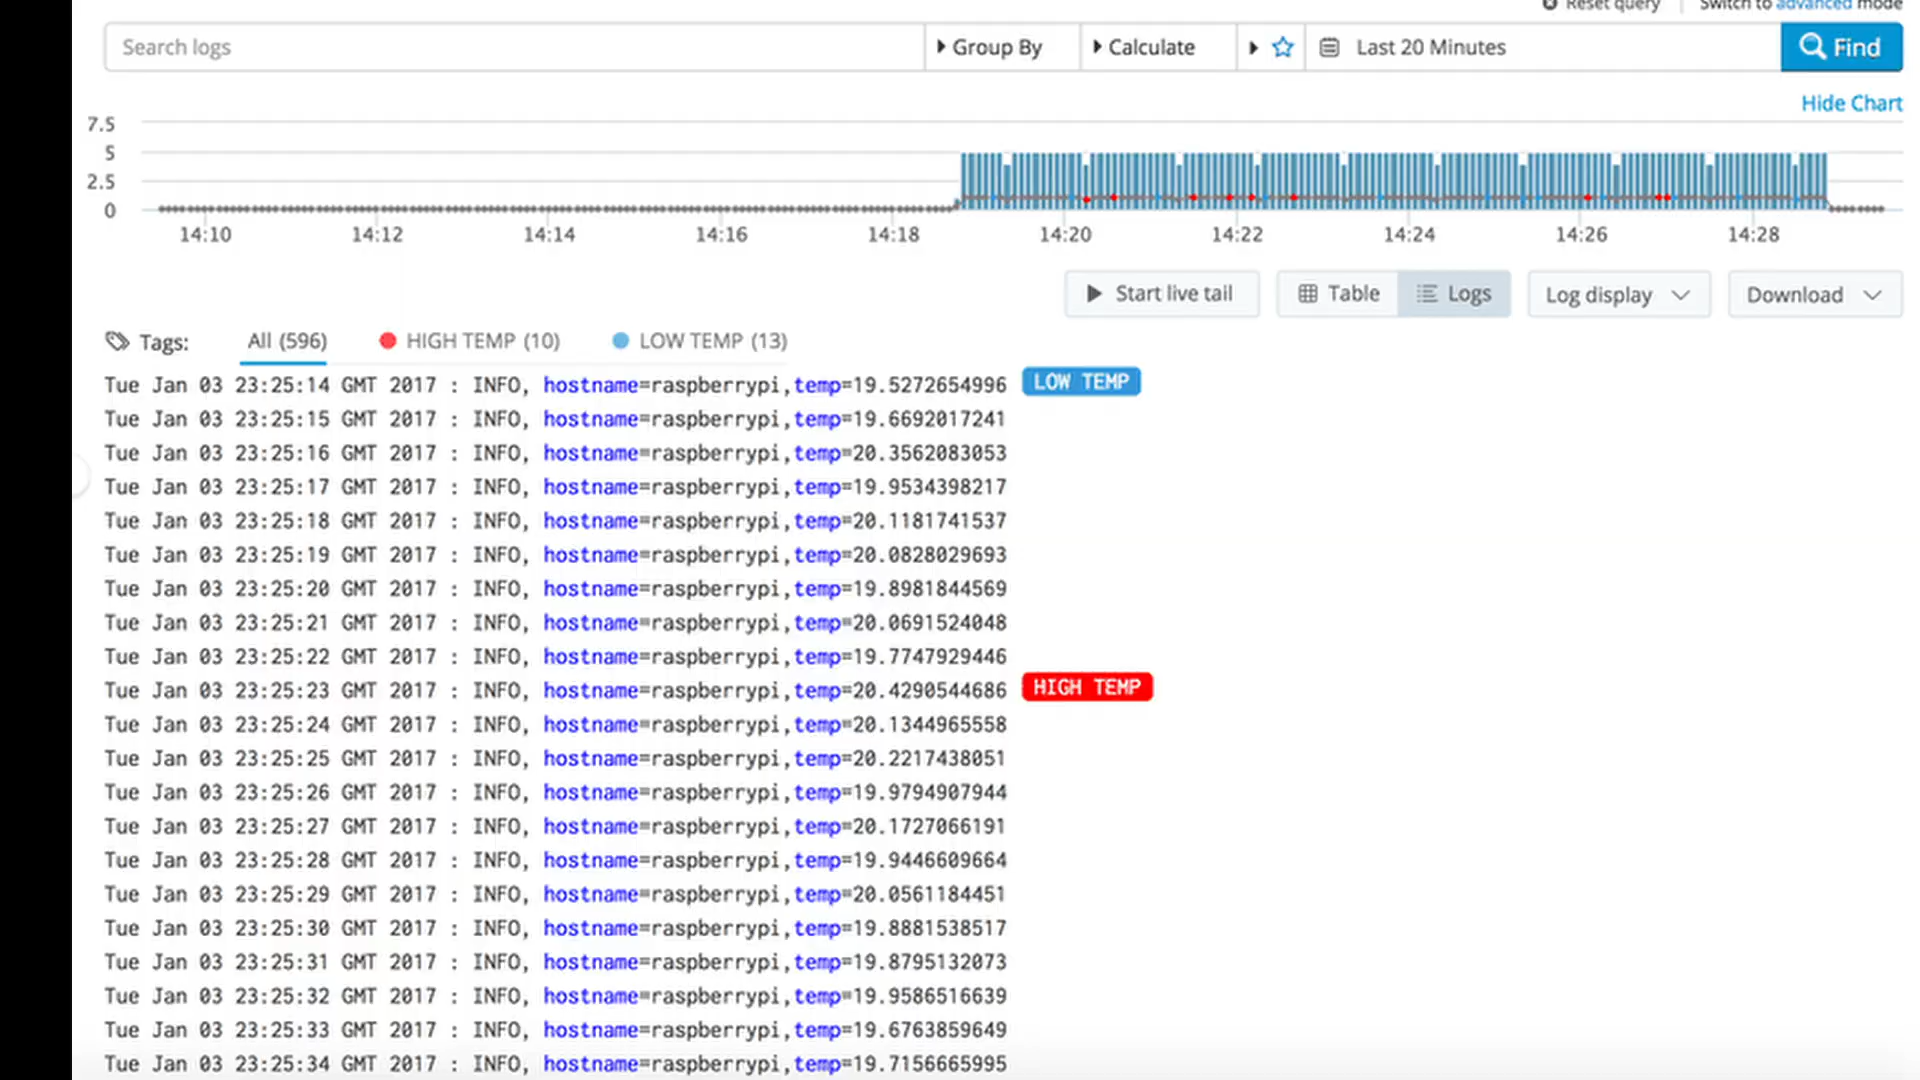 Reset query Switch to advanced mode
Search logs Group By Calculate Last 20 Minutes Find
Hide Chart
7.5
5
2.5
0
14:10 14:12 14:14 14:16 14:18 14:20 14:22 14:24 14:26 14:28
Start live tail Table Logs Log display Download
Tags: All (596) HIGH TEMP (10) LOW TEMP (13)
Tue Jan 03 23:25:14 GMT 2017 : INFO, hostname=raspberrypi,temp=19.5272654996 LOW TEMP
Tue Jan 03 23:25:15 GMT 2017 : INFO, hostname=raspberrypi,temp=19.6692017241
Tue Jan 03 23:25:16 GMT 2017 : INFO, hostname=raspberrypi,temp=20.3562083053
Tue Jan 03 23:25:17 GMT 2017 : INFO, hostname=raspberrypi,temp=19.9534398217
Tue Jan 03 23:25:18 GMT 2017 : INFO, hostname=raspberrypi,temp=20.1181741537
Tue Jan 03 23:25:19 GMT 2017 : INFO, hostname=raspberrypi,temp=20.0828029693
Tue Jan 03 23:25:20 GMT 2017 : INFO, hostname=raspberrypi,temp=19.8981844569
Tue Jan 03 23:25:21 GMT 2017 : INFO, hostname=raspberrypi,temp=20.0691524048
Tue Jan 03 23:25:22 GMT 2017 : INFO, hostname=raspberrypi,temp=19.7747929446
Tue Jan 03 23:25:23 GMT 2017 : INFO, hostname=raspberrypi,temp=20.4290544686 HIGH TEMP
Tue Jan 03 23:25:24 GMT 2017 : INFO, hostname=raspberrypi,temp=20.1344965558
Tue Jan 03 23:25:25 GMT 2017 : INFO, hostname=raspberrypi,temp=20.2217438051
Tue Jan 03 23:25:26 GMT 2017 : INFO, hostname=raspberrypi,temp=19.9794907944
Tue Jan 03 23:25:27 GMT 2017 : INFO, hostname=raspberrypi,temp=20.1727066191
Tue Jan 03 23:25:28 GMT 2017 : INFO, hostname=raspberrypi,temp=19.9446609664
Tue Jan 03 23:25:29 GMT 2017 : INFO, hostname=raspberrypi,temp=20.0561184451
Tue Jan 03 23:25:30 GMT 2017 : INFO, hostname=raspberrypi,temp=19.8881538517
Tue Jan 03 23:25:31 GMT 2017 : INFO, hostname=raspberrypi,temp=19.8795132073
Tue Jan 03 23:25:32 GMT 2017 : INFO, hostname=raspberrypi,temp=19.9586516639
Tue Jan 03 23:25:33 GMT 2017 : INFO, hostname=raspberrypi,temp=19.6763859649
Tue Jan 03 23:25:34 GMT 2017 : INFO, hostname=raspberrypi,temp=19.7156665995